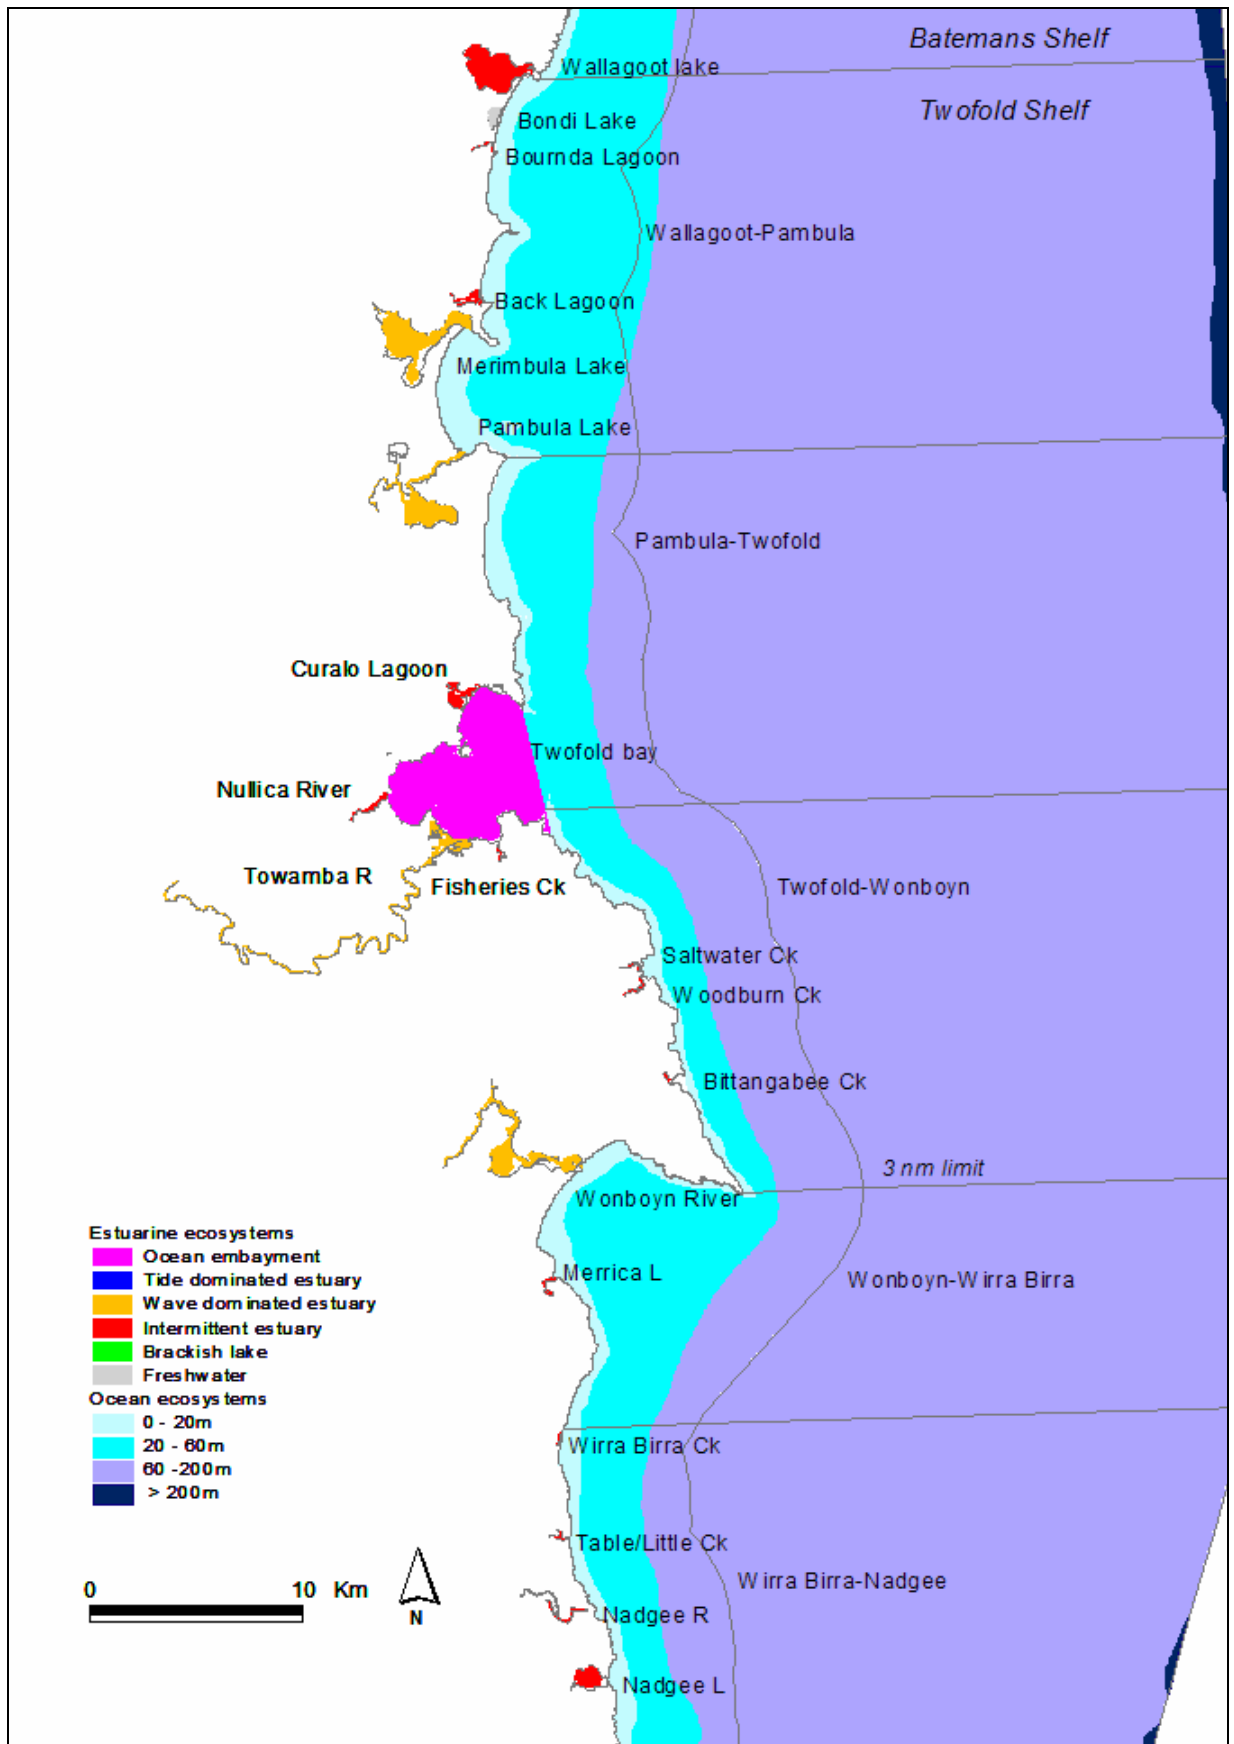 Batemans Shelf
Wallagoot lake
Twofold Shelf
Bondi Lake
Bournda Lagoon
Wallagoot-Pambula
Back Lagoon
Merimbula Lake
Pambula Lake
Pambula-Twofold
Curalo Lagoon
Twofold bay
Nullica River
Towamba R
Fisheries Ck
Twofold-Wonboyn
Saltwater Ck
Woodburn Ck
Bittangabee Ck
3 nm limit
Wonboyn River
Merrica L
Wonboyn-Wirra Birra
Estuarine ecosystems
Ocean embayment
Tide dominated estuary
Wave dominated estuary
Intermittent estuary
Brackish lake
Freshwater
Ocean ecosystems
0 - 20m
20 - 60m
60 -200m
> 200m
Wirra Birra Ck
Table/Little Ck
Wirra Birra-Nadgee
0 10 Km
N
Nadgee R
Nadgee L